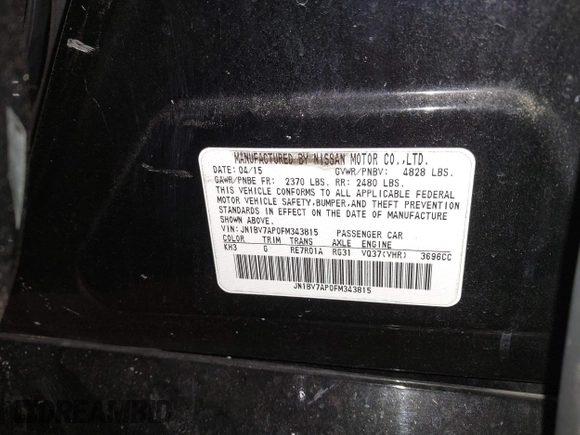 MANUFACTURED BY NISSAN MOTOR CO.,LTD.
DATE: 04/15 GVWR/PNBV: 4828 LBS.
GAWR/PNBE FR: 2370 LBS. RR: 2480 LBS.
THIS VEHICLE CONFORMS TO ALL APPLICABLE FEDERAL
MOTOR VEHICLE SAFETY, BUMPER, AND THEFT PREVENTION
STANDARDS IN EFFECT ON THE DATE OF MANUFACTURE
SHOWN ABOVE.
VIN: JN1BV7AP0FM343815 PASSENGER CAR
COLOR TRIM TRANS AXLE ENGINE
KH3 G RE7R01A RG31 VQ37(VHR) 3696CC
JN1BV7AP0FM343815